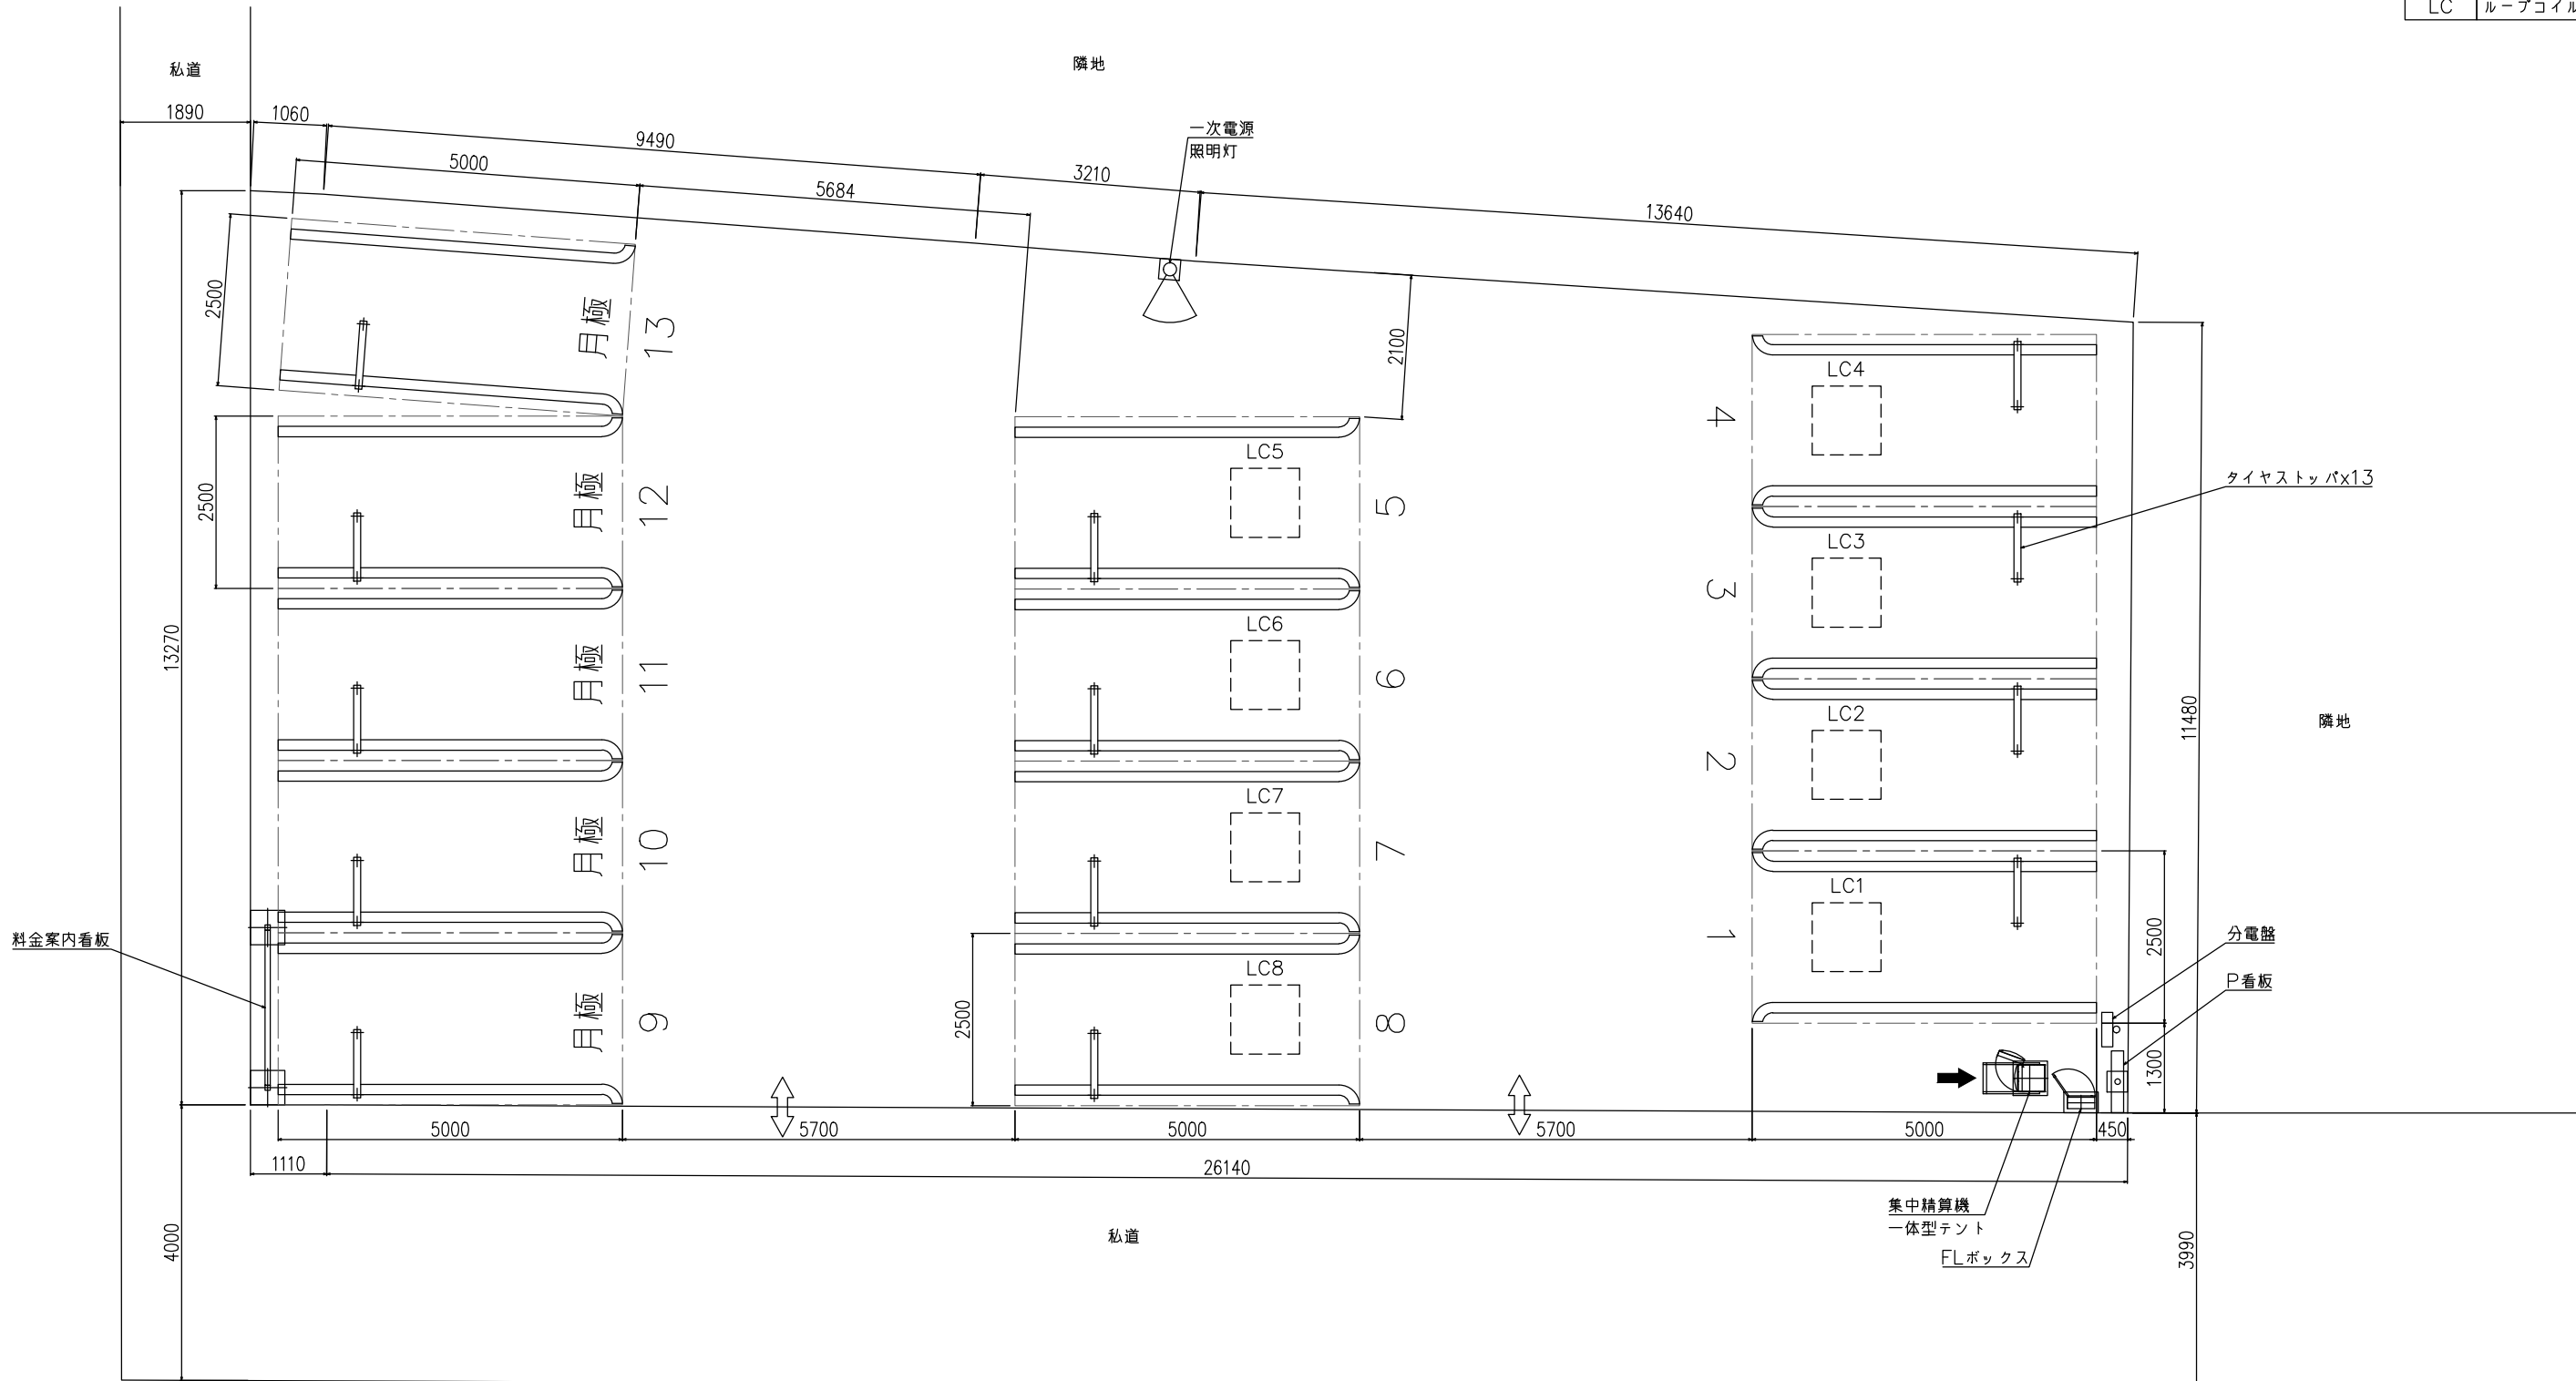 LC ループコイル
私道
隣地
1890
1060
9490
5000
5684
3210
13640
一次電源
照明灯
2500
月極
13
2100
LC4
4
LC5
タイヤストッパx13
2500
月極
12
5
LC3
3
13270
月極
11
LC6
6
LC2
2
11480
隣地
月極
10
LC7
7
LC1
1
2500
料金案内看板
分電盤
P看板
月極
9
2500
LC8
8
1300
5000
5700
5000
5700
5000
450
1110
26140
集中精算機
一体型テント
FLボックス
4000
私道
3990